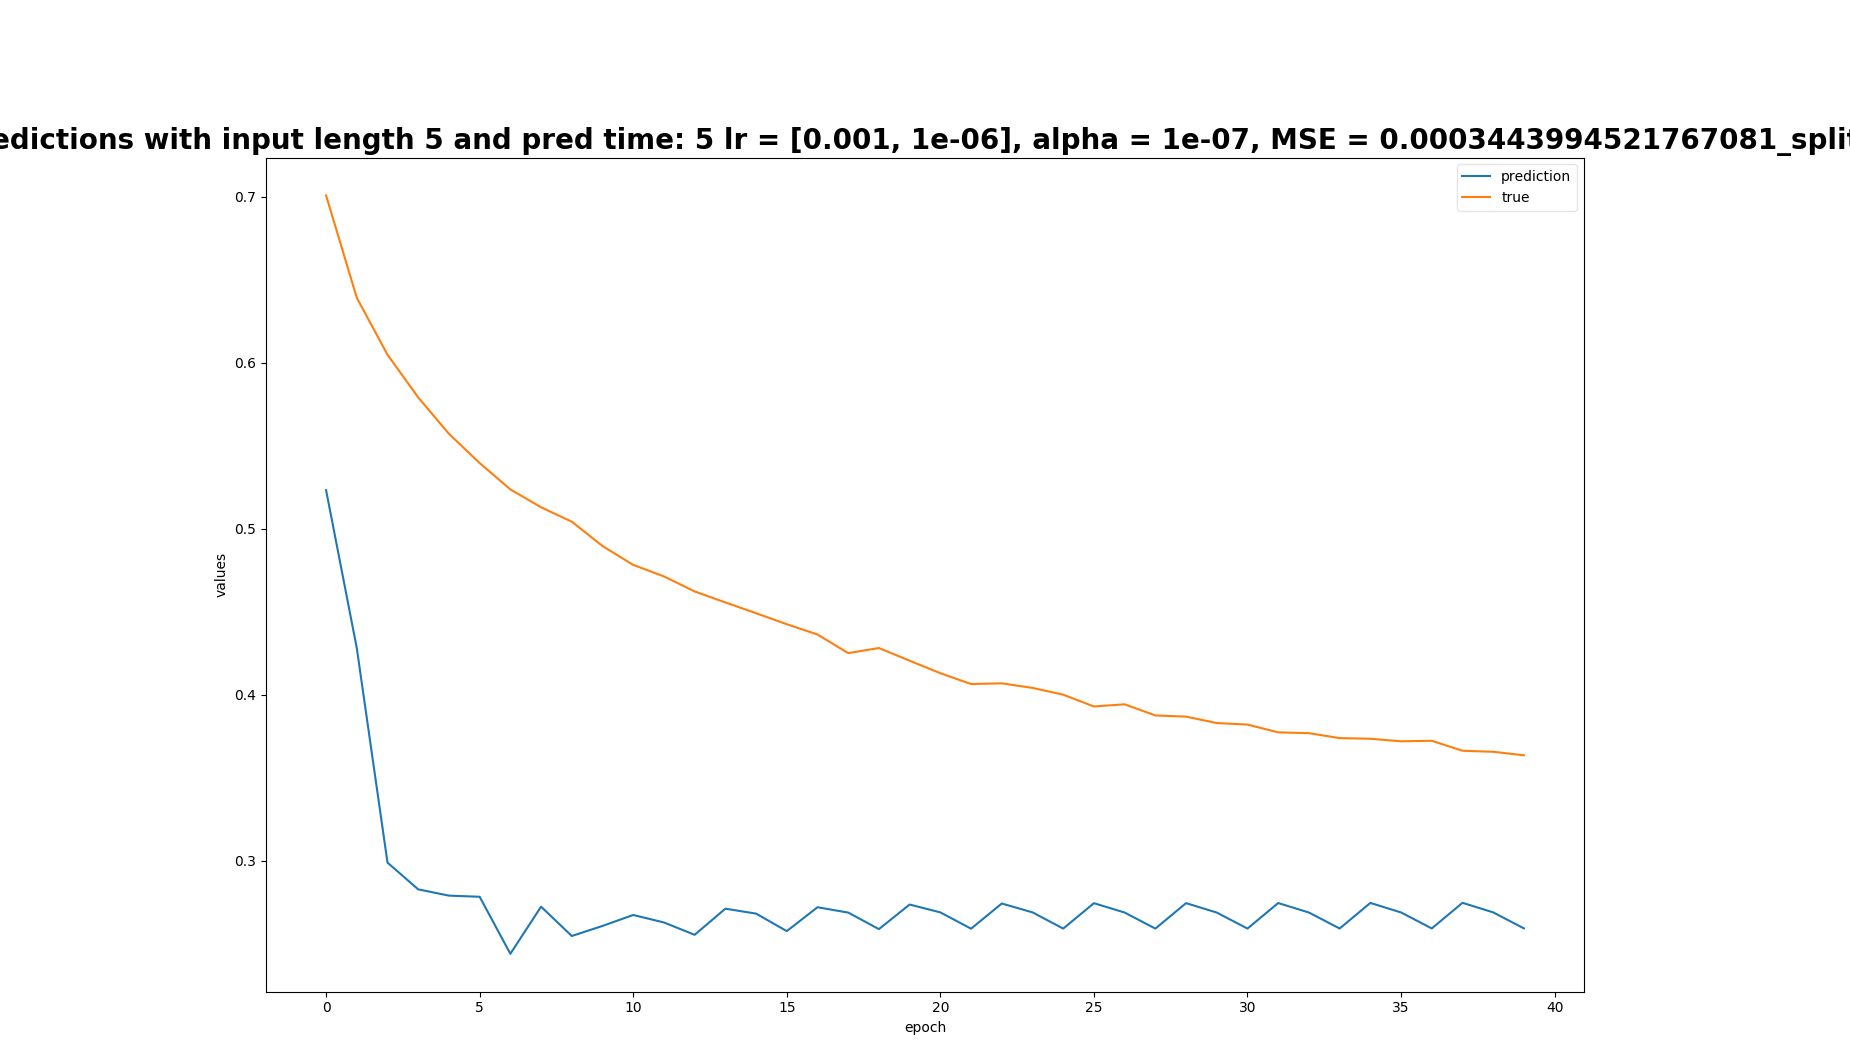 edictions with input length 5 and pred time: 5 lr = [0.001, 1e-06], alpha = 1e-07, MSE = 0.0003443994521767081_split
prediction
true
0.7
0.6
0.5
0.4
0.3
values
0 5 10 15 20 25 30 35 40
epoch